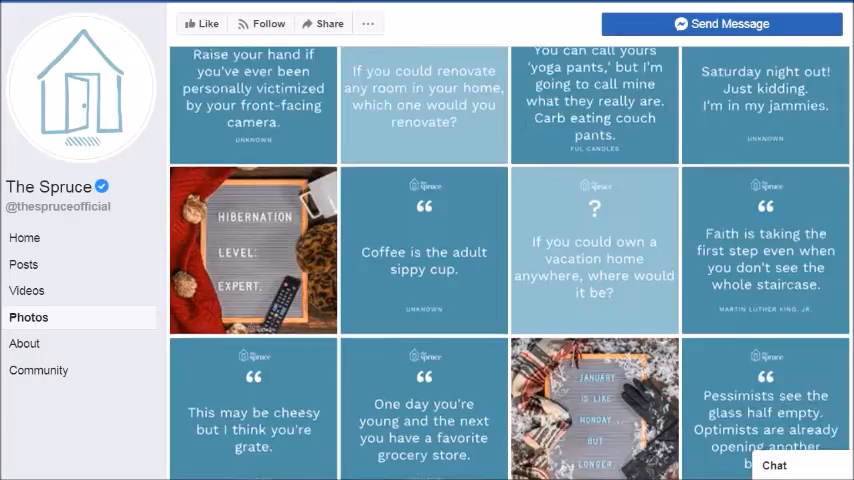 Like
Follow
Share
Send Message
The Spruce
@thespruceofficial
Home
Posts
Videos
Photos
About
Community
Raise your hand if
you've ever been
personally victimized
by your front-facing
camera.
UNKNOWN
If you could renovate
any room in your home,
which one would you
renovate?
You can call yours
'yoga pants,' but I'm
going to call mine
what they really are.
Carb eating couch
pants.
FUL CANDLES
Saturday night out!
Just kidding.
I'm in my jammies.
UNKNOWN
HIBERNATION
LEVEL:
EXPERT.
The Spruce
“
Coffee is the adult
sippy cup.
UNKNOWN
The Spruce
?
If you could own a
vacation home
anywhere, where would
it be?
The Spruce
“
Faith is taking the
first step even when
you don't see the
whole staircase.
MARTIN LUTHER KING, JR.
The Spruce
“
This may be cheesy
but I think you're
grate.
The Spruce
“
One day you're
young and the next
you have a favorite
grocery store.
JANUARY
IS LIKE
MONDAY...
BUT
LONGER.
The Spruce
“
Pessimists see the
glass half empty.
Optimists are already
opening another
Chat